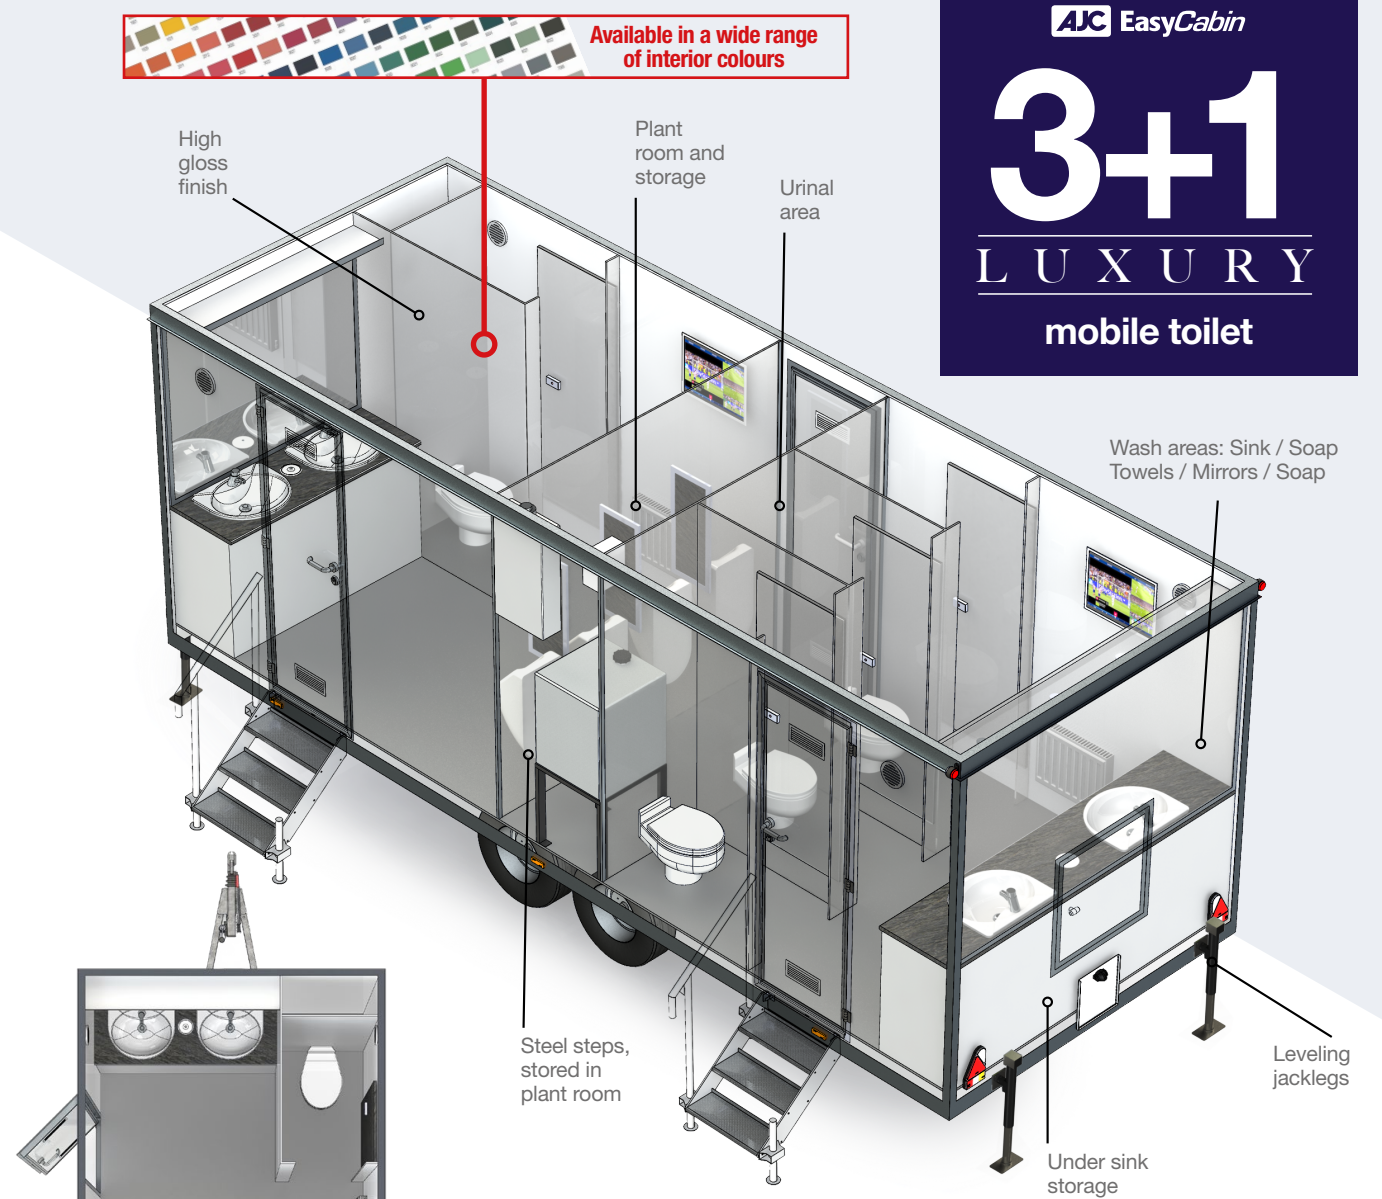 Available in a wide range
of interior colours
AJC EasyCabin
3+1
LUXURY
mobile toilet
High
gloss
finish
Plant
room and
storage
Urinal
area
Wash areas: Sink / Soap
Towels / Mirrors / Soap
Steel steps,
stored in
plant room
Leveling
jacklegs
Under sink
storage